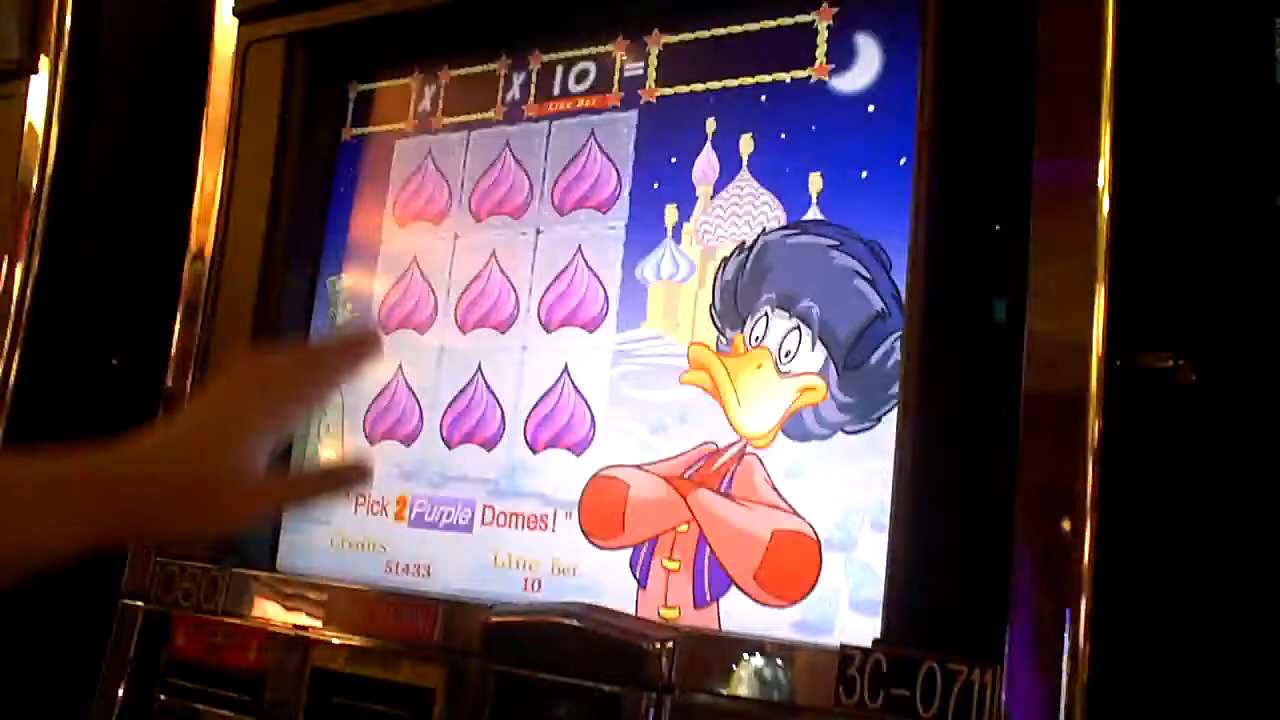 X X 10 =
Line Bet
"Pick 2 Purple Domes!"
Credits Line Bet
51433 10
3C-0711